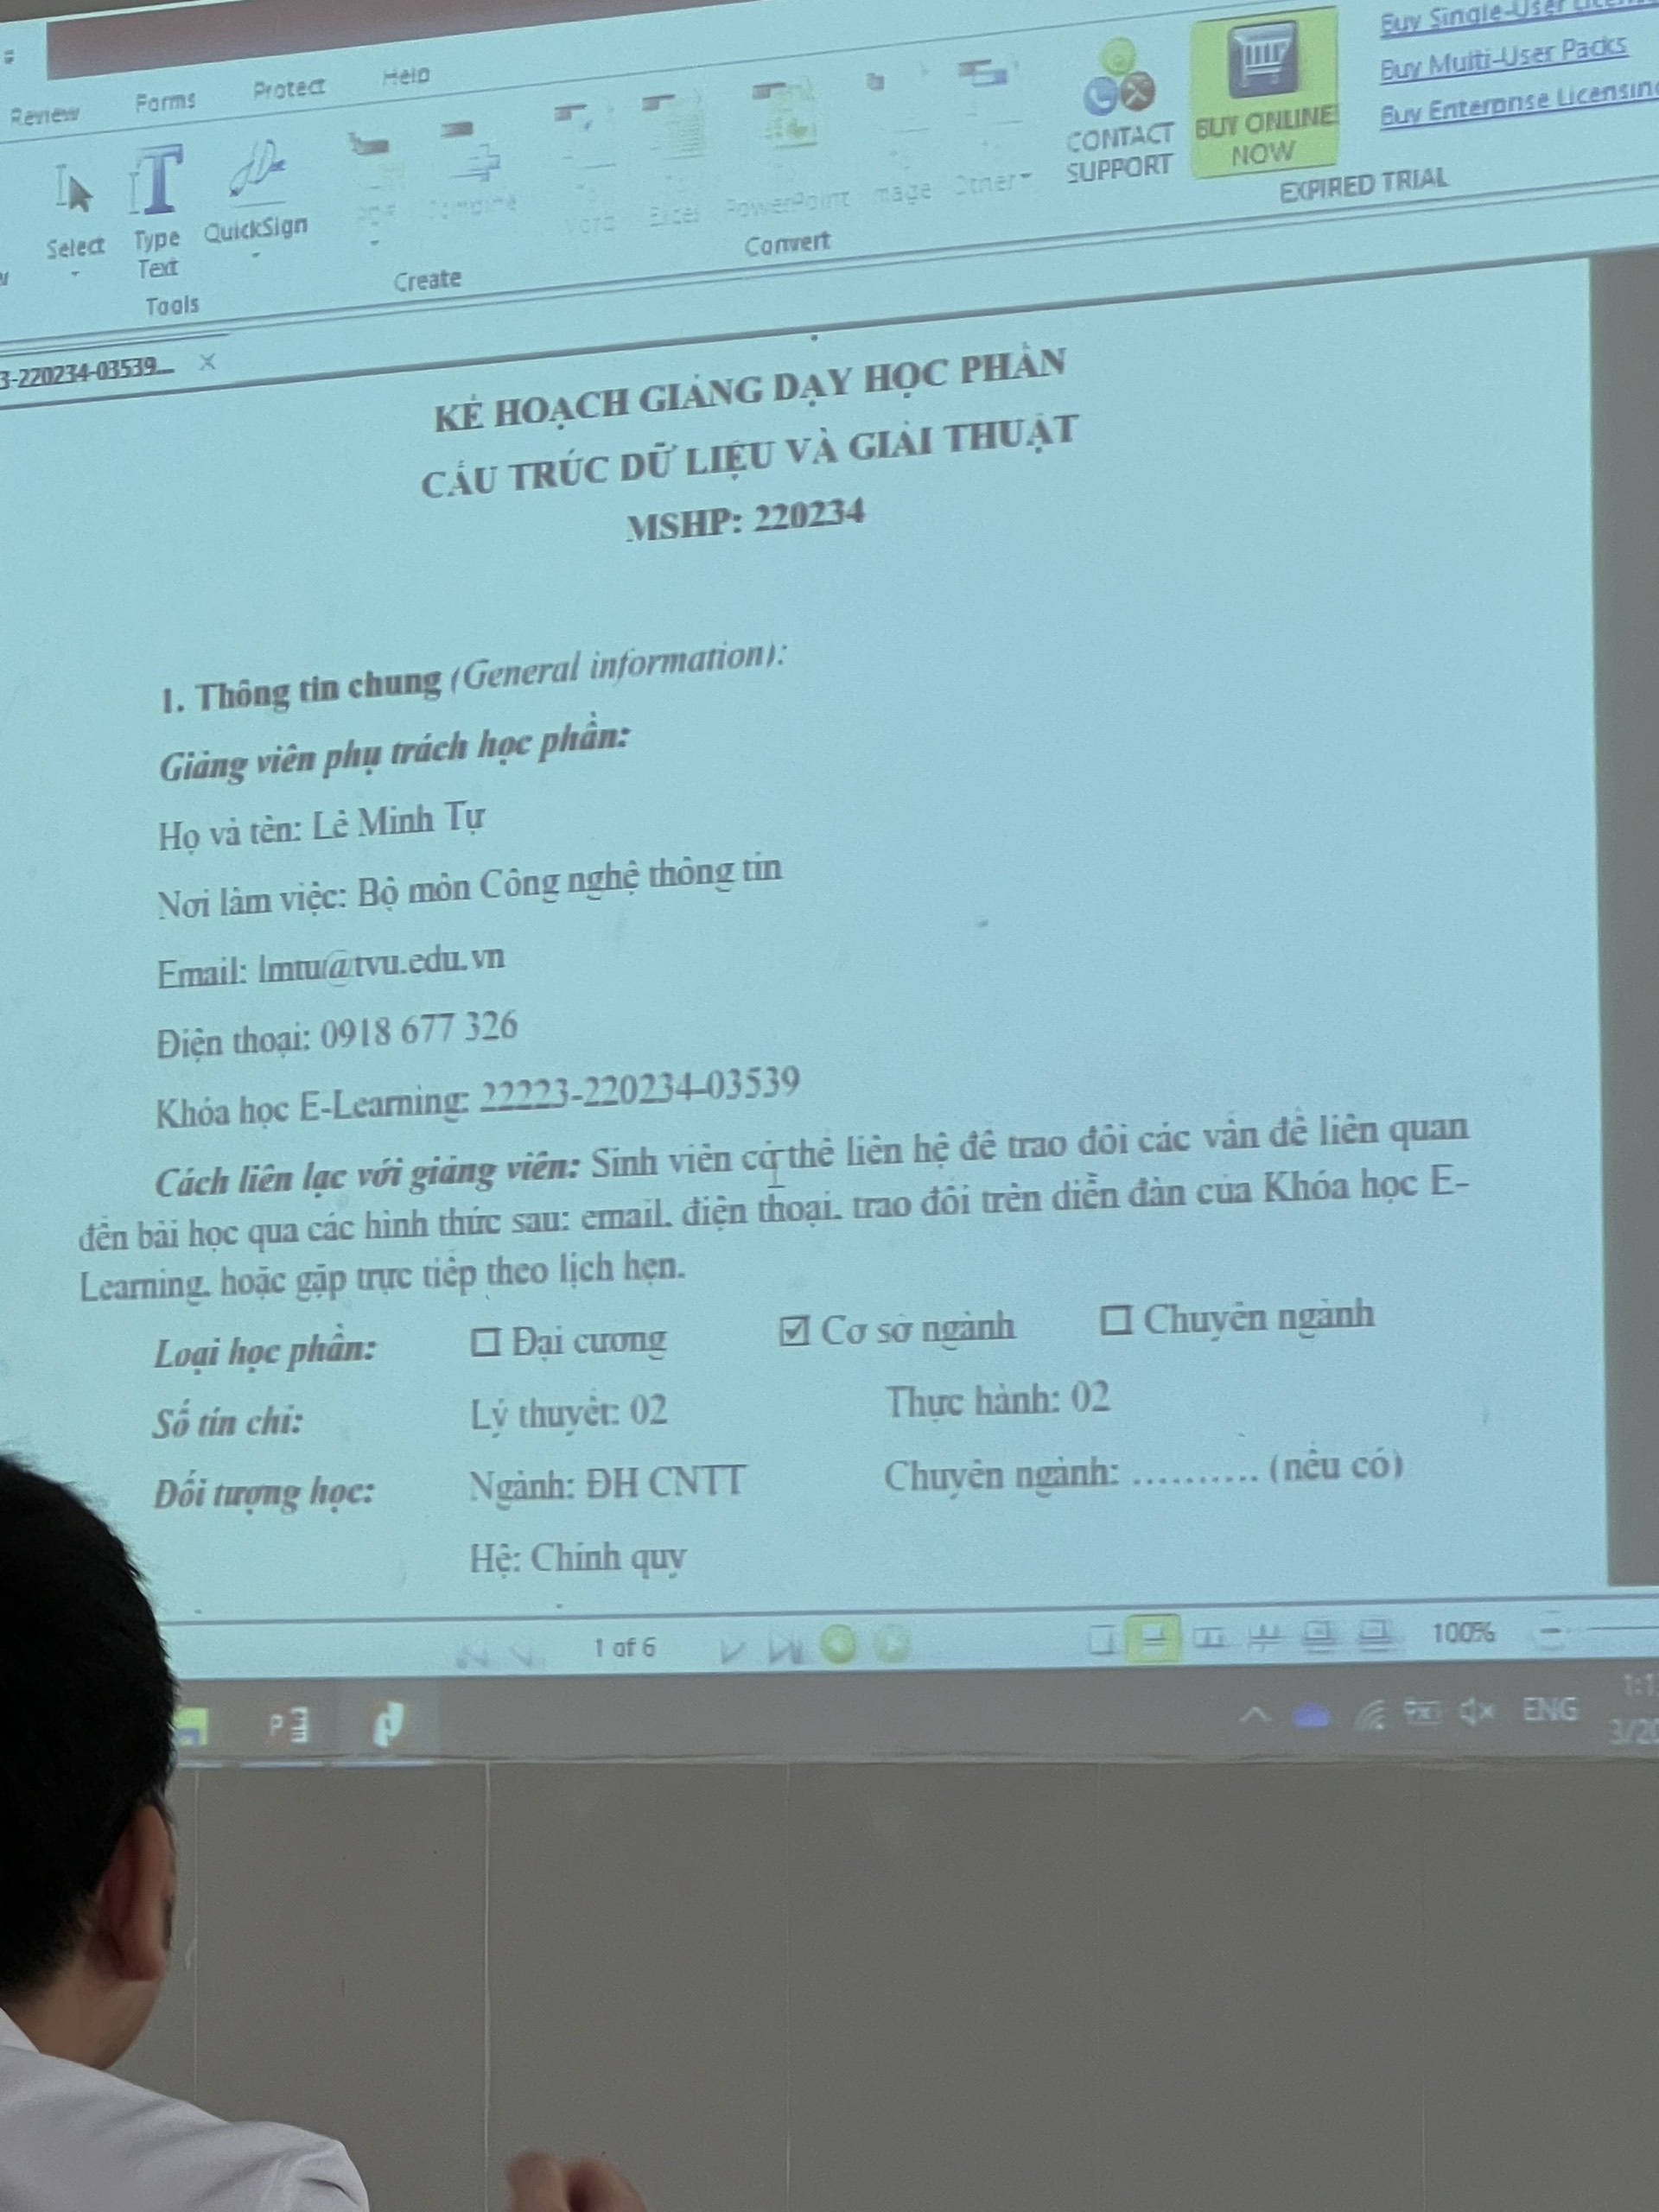 Review Forms Protect Help
Select
Type
Text
QuickSign
Tools
Create
Word Excel PowerPoint Image Other
Convert
CONTACT
SUPPORT
BUY ONLINE
NOW
Buy Single-User
Buy Multi-User Packs
Buy Enterprise Licensing
EXPIRED TRIAL
3-220234-03539...
KẾ HOẠCH GIẢNG DẠY HỌC PHẦN
CẤU TRÚC DỮ LIỆU VÀ GIẢI THUẬT
MSHP: 220234
1. Thông tin chung (General information):
Giảng viên phụ trách học phần:
Họ và tên: Lê Minh Tự
Nơi làm việc: Bộ môn Công nghệ thông tin
Email: lmtu@tvu.edu.vn
Điện thoại: 0918 677 326
Khóa học E-Learning: 22223-220234-03539
Cách liên lạc với giảng viên: Sinh viên có thể liên hệ để trao đổi các vấn đề liên quan
đến bài học qua các hình thức sau: email, điện thoại, trao đổi trên diễn đàn của Khóa học E-
Learning, hoặc gặp trực tiếp theo lịch hẹn.
Loại học phần: ☐ Đại cương ☑ Cơ sở ngành ☐ Chuyên ngành
Số tín chỉ: Lý thuyết: 02 Thực hành: 02
Đối tượng học: Ngành: ĐH CNTT Chuyên ngành: .......... (nếu có)
Hệ: Chính quy
1 of 6
100%
ENG